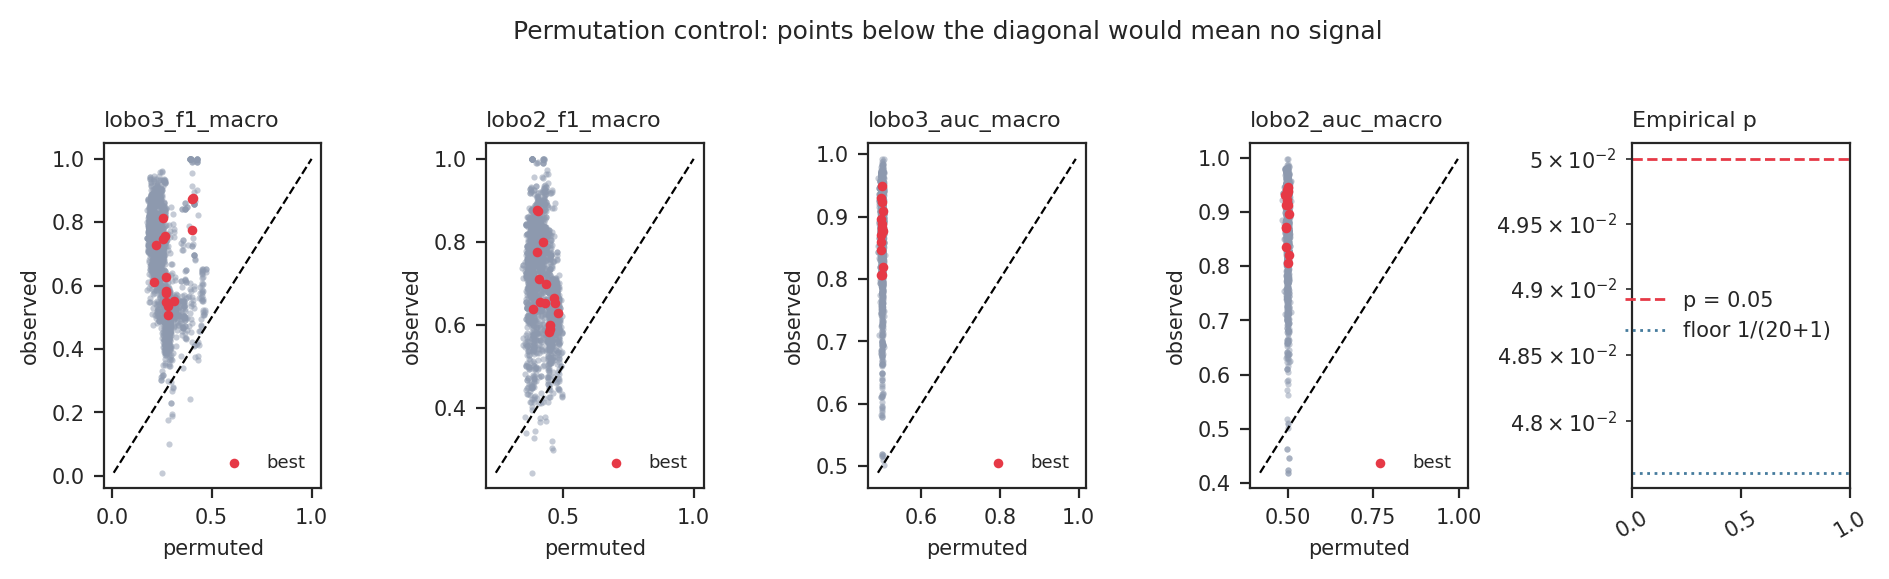 Permutation control: points below the diagonal would mean no signal
lobo3_f1_macro
1.0
0.8
0.6
0.4
0.2
0.0
observed
best
0.0
0.5
1.0
permuted
lobo2_f1_macro
1.0
0.8
0.6
0.4
observed
best
0.5
1.0
permuted
lobo3_auc_macro
1.0
0.9
0.8
0.7
0.6
0.5
observed
best
0.6
0.8
1.0
permuted
lobo2_auc_macro
1.0
0.9
0.8
0.7
0.6
0.5
0.4
observed
best
0.50
0.75
1.00
permuted
Empirical p
5 × 10⁻²
4.95 × 10⁻²
4.9 × 10⁻²
4.85 × 10⁻²
4.8 × 10⁻²
p = 0.05
floor 1/(20+1)
0.0
0.5
1.0